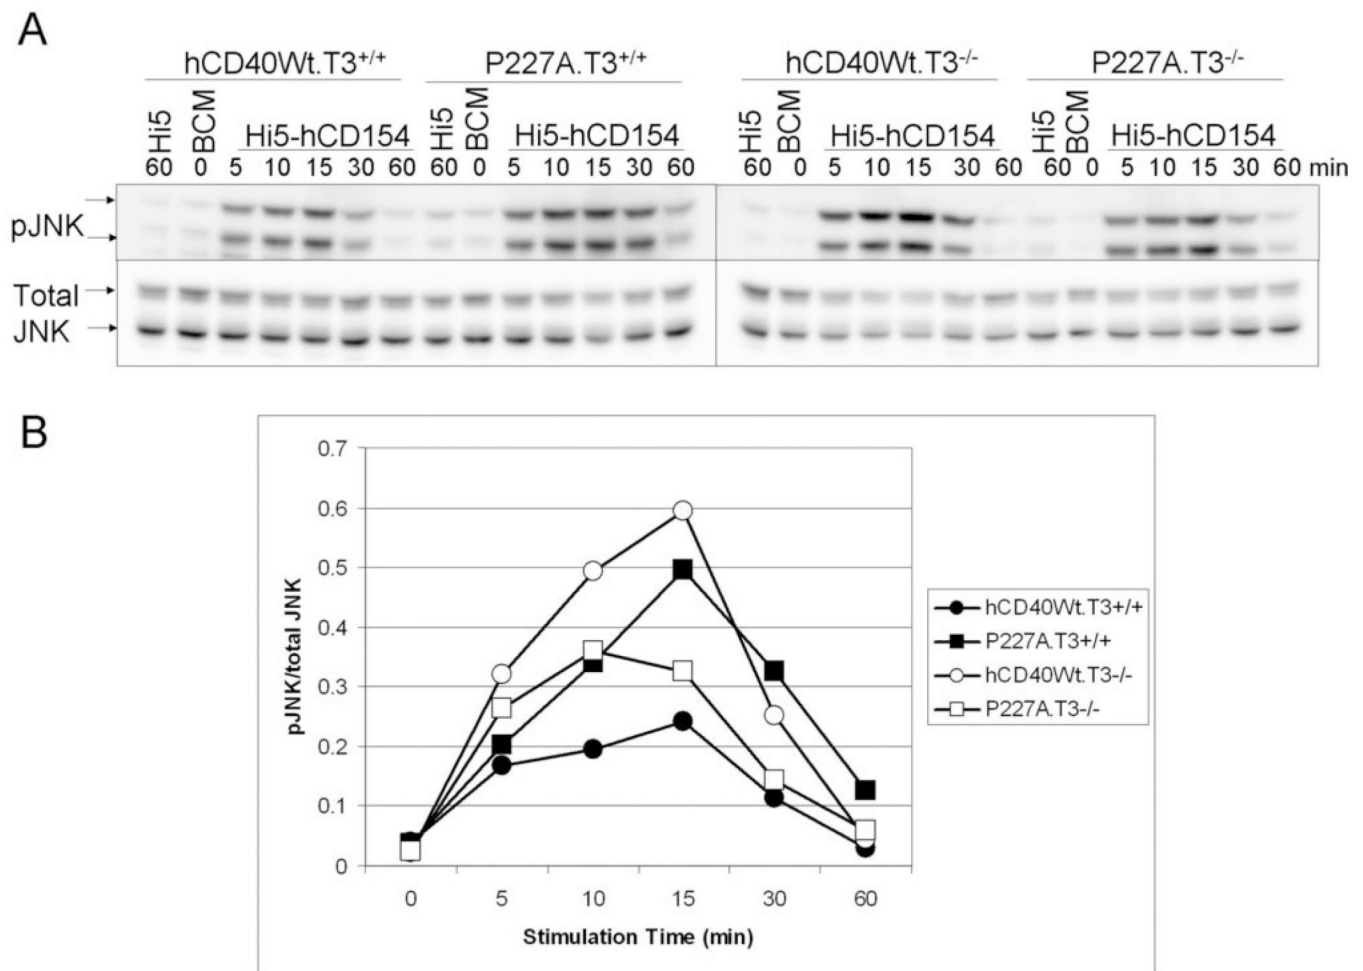 A
hCD40Wt.T3+/+ P227A.T3+/+ hCD40Wt.T3-/- P227A.T3-/-
Hi5 BCM Hi5-hCD154 Hi5 BCM Hi5-hCD154 Hi5 BCM Hi5-hCD154 Hi5 BCM Hi5-hCD154
60 0 5 10 15 30 60 60 0 5 10 15 30 60 60 0 5 10 15 30 60 60 0 5 10 15 30 60 min
pJNK
Total
JNK
B
0.7
0.6
0.5
0.4
0.3
0.2
0.1
0
pJNK/total JNK
0 5 10 15 30 60
Stimulation Time (min)
hCD40Wt.T3+/+
P227A.T3+/+
hCD40Wt.T3-/-
P227A.T3-/-